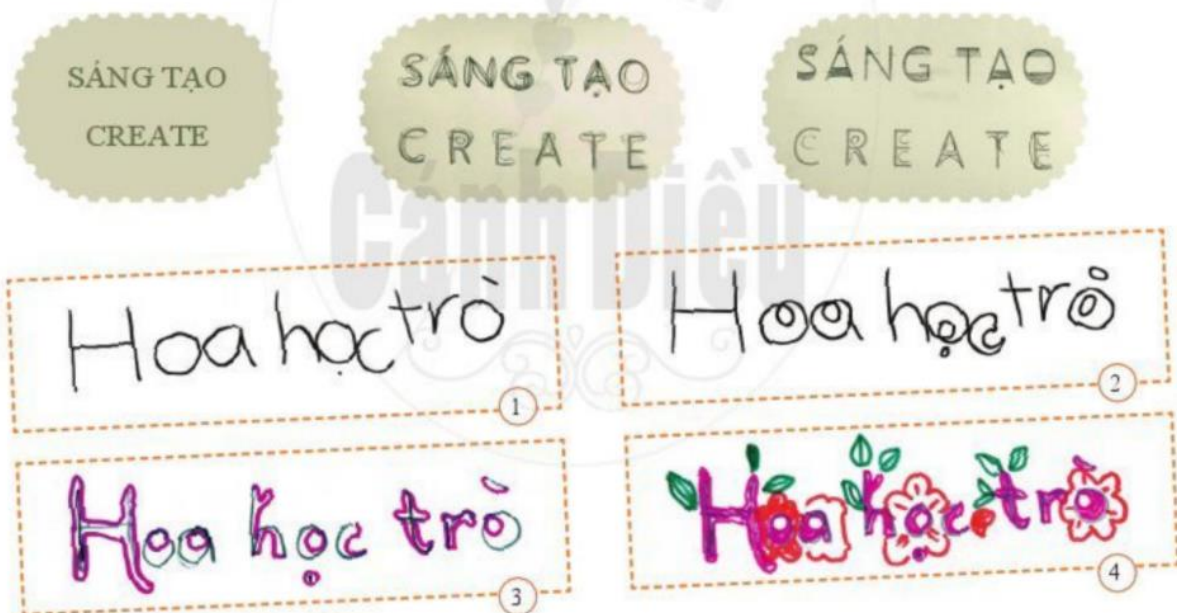 SÁNG TẠO
CREATE
SÁNG TẠO
CREATE
SÁNG TẠO
CREATE
Cánh Diều
Hoa học trò
1
Hoa học trò
2
Hoa học trò
3
Hoa học trò
4